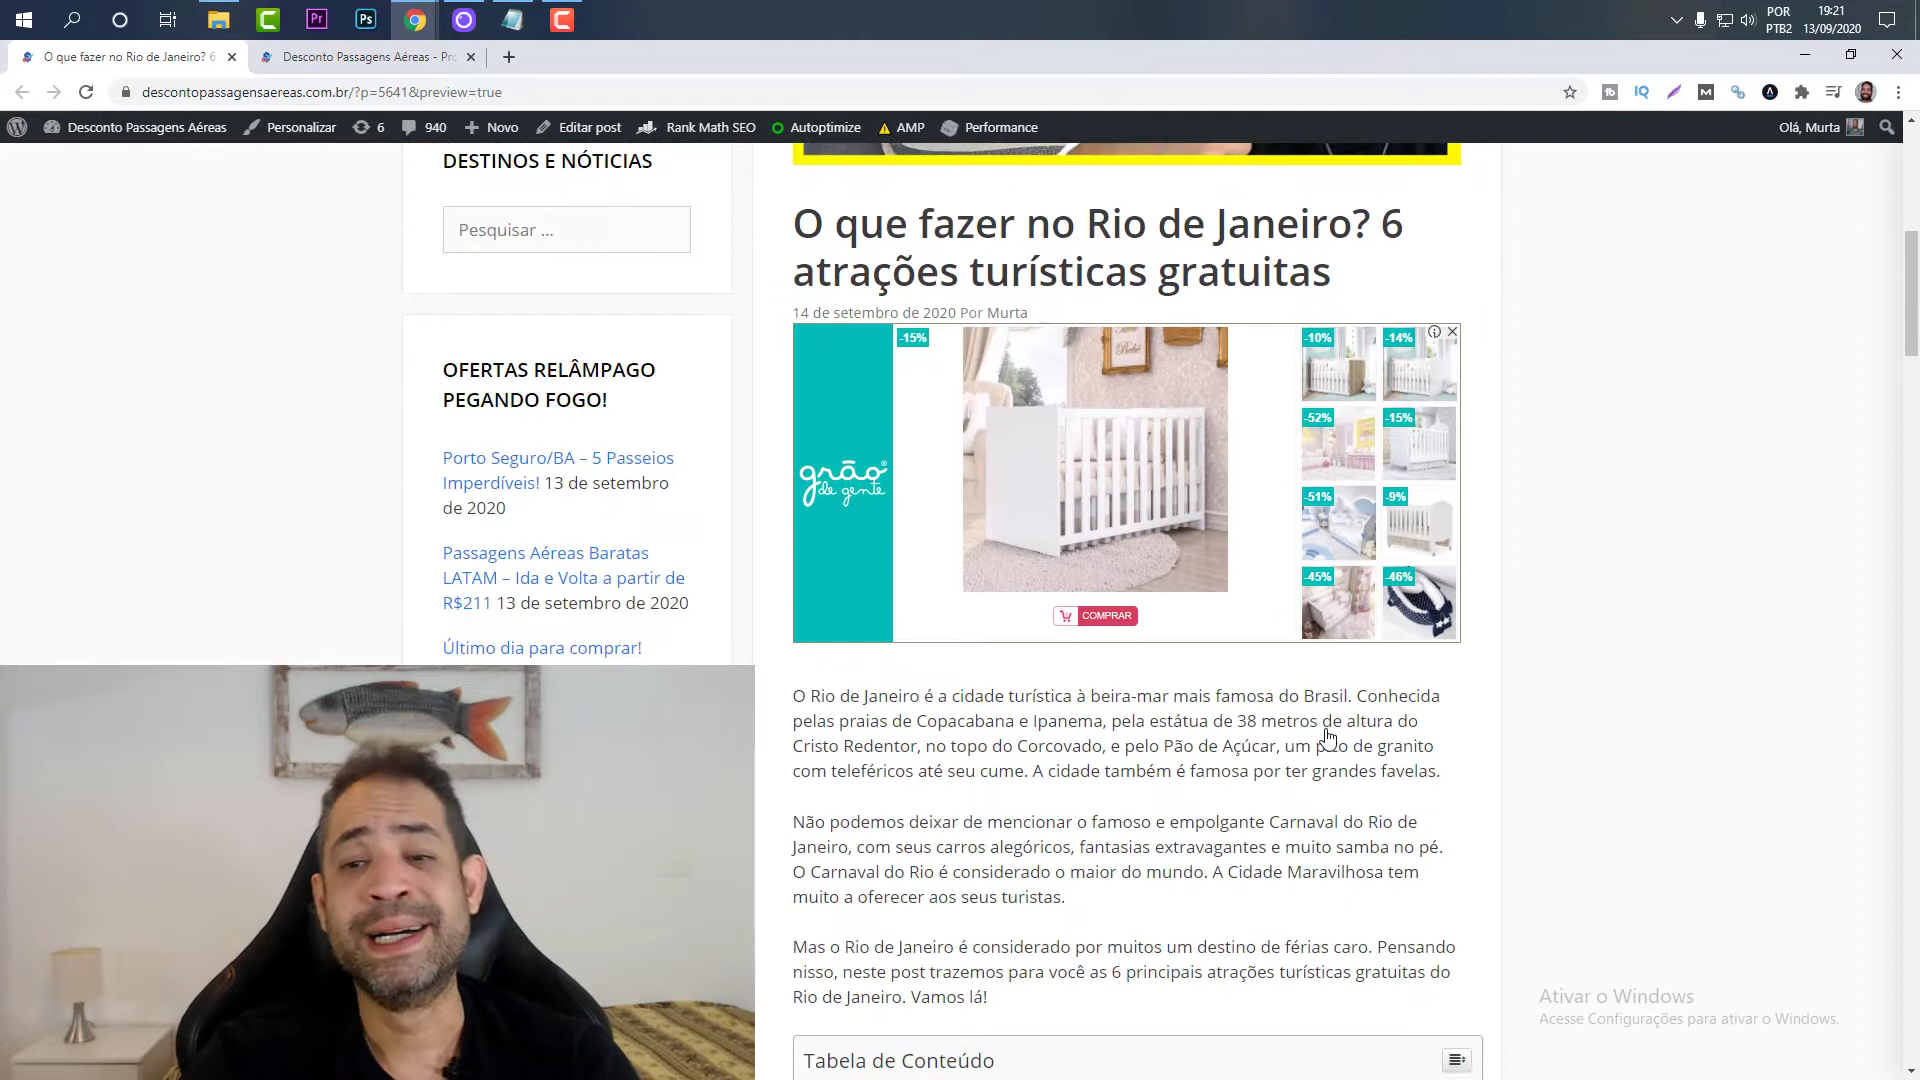 POR
PTB2
19:21
13/09/2020
O que fazer no Rio de Janeiro? 6
Desconto Passagens Aéreas - Pro
descontopassagensaereas.com.br/?p=5641&preview=true
Desconto Passagens Aéreas
Personalizar
6
940
Novo
Editar post
Rank Math SEO
Autoptimize
AMP
Performance
Olá, Murta
DESTINOS E NÓTICIAS
Pesquisar ...
OFERTAS RELÂMPAGO
PEGANDO FOGO!
Porto Seguro/BA – 5 Passeios
Imperdíveis! 13 de setembro
de 2020
Passagens Aéreas Baratas
LATAM – Ida e Volta a partir de
R$211 13 de setembro de 2020
Último dia para comprar!
O que fazer no Rio de Janeiro? 6
atrações turísticas gratuitas
14 de setembro de 2020 Por Murta
grão
de gente
-15%
COMPRAR
-10%
-14%
-52%
-15%
-51%
-9%
-45%
-46%
O Rio de Janeiro é a cidade turística à beira-mar mais famosa do Brasil. Conhecida
pelas praias de Copacabana e Ipanema, pela estátua de 38 metros de altura do
Cristo Redentor, no topo do Corcovado, e pelo Pão de Açúcar, um de granito
com teleféricos até seu cume. A cidade também é famosa por ter grandes favelas.
Não podemos deixar de mencionar o famoso e empolgante Carnaval do Rio de
Janeiro, com seus carros alegóricos, fantasias extravagantes e muito samba no pé.
O Carnaval do Rio é considerado o maior do mundo. A Cidade Maravilhosa tem
muito a oferecer aos seus turistas.
Mas o Rio de Janeiro é considerado por muitos um destino de férias caro. Pensando
nisso, neste post trazemos para você as 6 principais atrações turísticas gratuitas do
Rio de Janeiro. Vamos lá!
Tabela de Conteúdo
Ativar o Windows
Acesse Configurações para ativar o Windows.